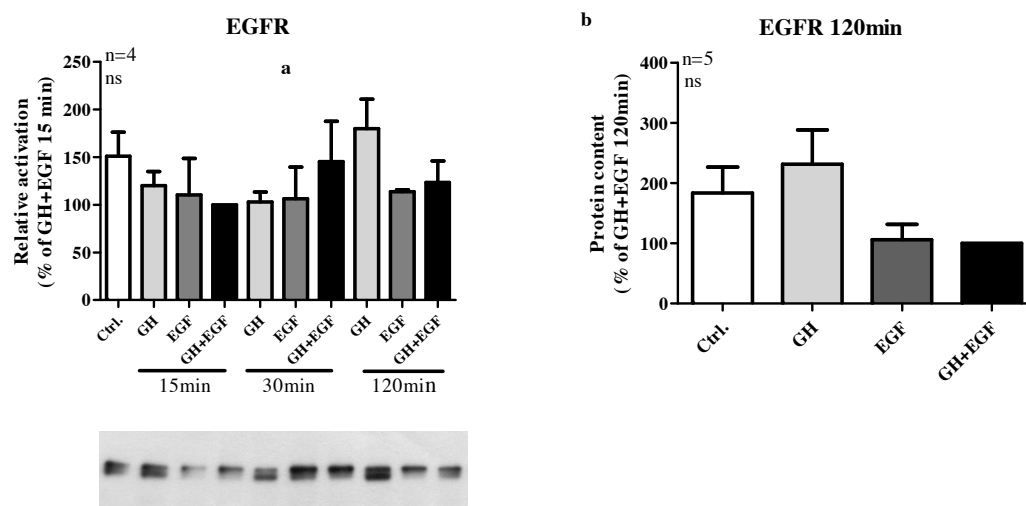 EGFR
n=4
ns
a
Relative activation
(% of GH+EGF 15 min)
250
200
150
100
50
0
Ctrl.
GH
EGF
GH+EGF
GH
EGF
GH+EGF
GH
EGF
GH+EGF
15min
30min
120min
b
EGFR 120min
n=5
ns
Protein content
(% of GH+EGF 120min)
400
300
200
100
0
Ctrl.
GH
EGF
GH+EGF